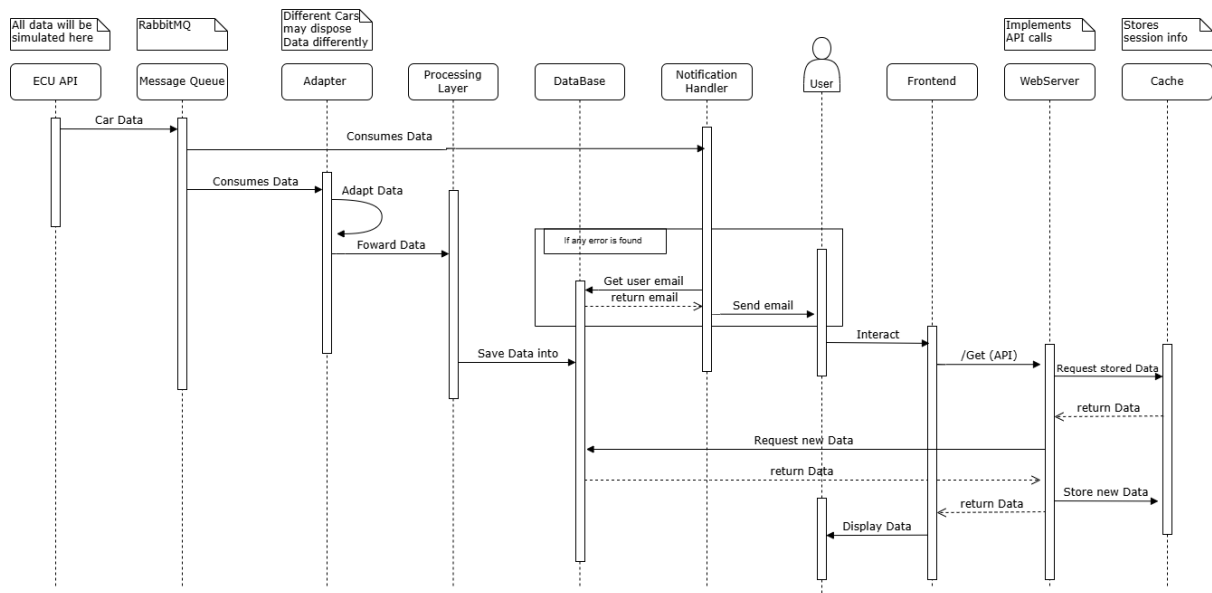 All data will be
simulated here
RabbitMQ
Different Cars
may dispose
Data differently
Implements
API calls
Stores
session info
ECU API
Message Queue
Adapter
Processing
Layer
DataBase
Notification
Handler
User
Frontend
WebServer
Cache
Car Data
Consumes Data
Consumes Data
Adapt Data
Foward Data
If any error is found
Get user email
return email
Send email
Interact
Save Data into
/Get (API)
Request stored Data
return Data
Request new Data
return Data
Store new Data
return Data
Display Data